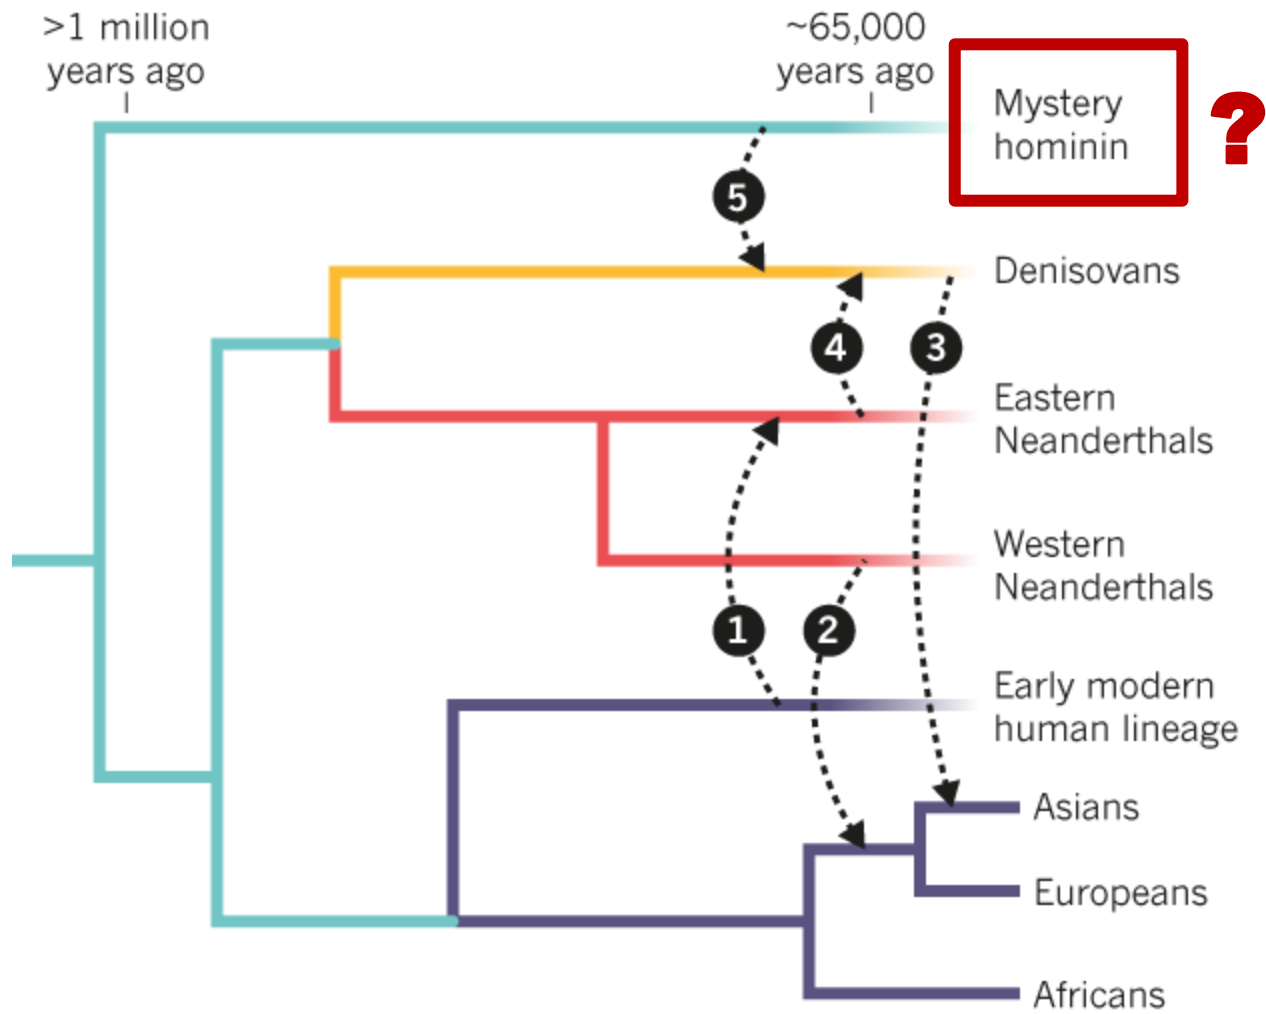 >1 million
years ago
~65,000
years ago
Mystery
hominin
?
5
Denisovans
4
3
Eastern
Neanderthals
Western
Neanderthals
1
2
Early modern
human lineage
Asians
Europeans
Africans